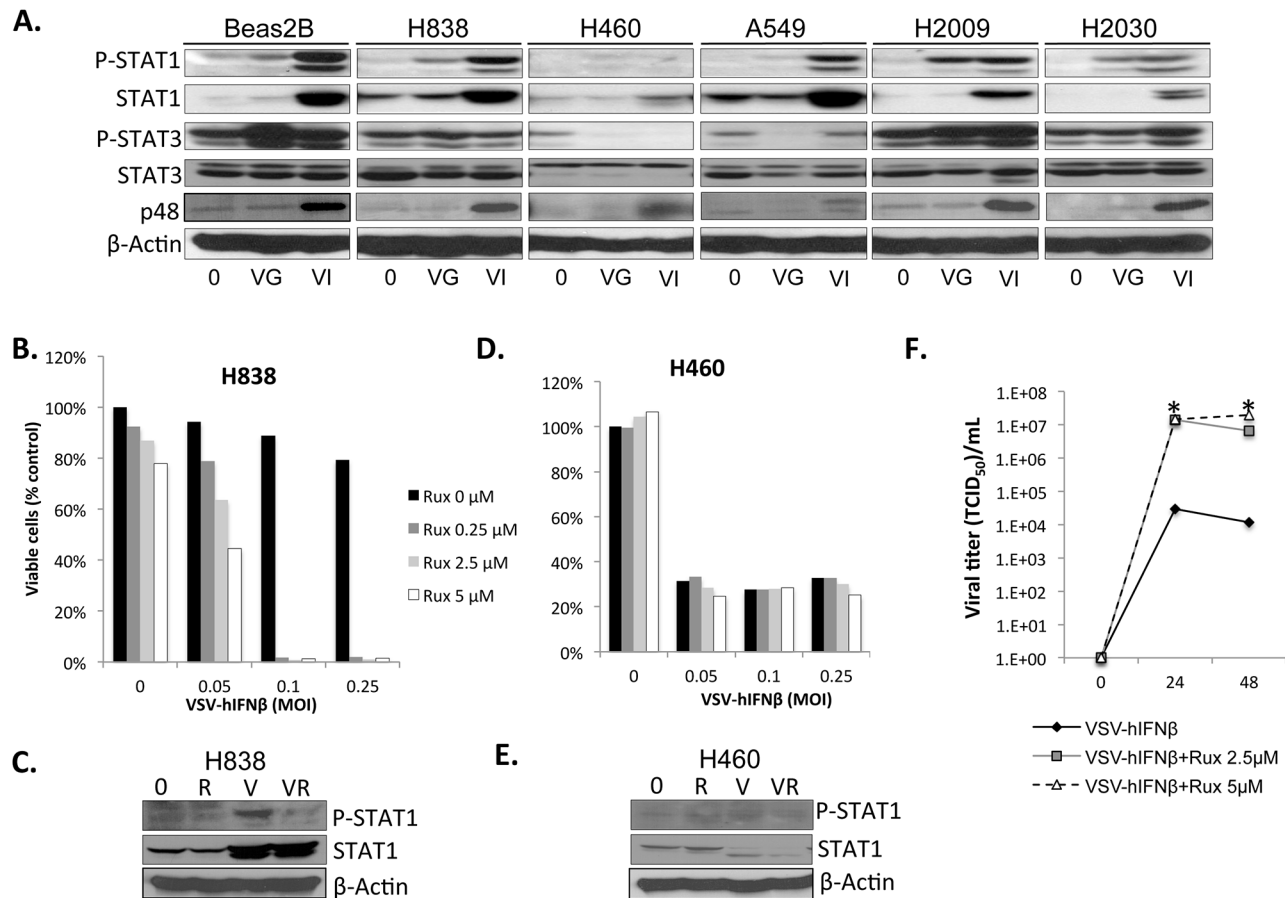 A.
Beas2B H838 H460 A549 H2009 H2030
P-STAT1
STAT1
P-STAT3
STAT3
p48
β-Actin
0 VG VI 0 VG VI 0 VG VI 0 VG VI 0 VG VI 0 VG VI
B.
H838
120%
100%
80%
60%
40%
20%
0%
Viable cells (% control)
0 0.05 0.1 0.25
VSV-hIFNβ (MOI)
Rux 0 μM
Rux 0.25 μM
Rux 2.5 μM
Rux 5 μM
D.
H460
120%
100%
80%
60%
40%
20%
0%
0 0.05 0.1 0.25
VSV-hIFNβ (MOI)
F.
Viral titer (TCID50)/mL
1.E+08
1.E+07
1.E+06
1.E+05
1.E+04
1.E+03
1.E+02
1.E+01
1.E+00
* *
0 24 48
VSV-hIFNβ
VSV-hIFNβ+Rux 2.5μM
VSV-hIFNβ+Rux 5μM
C.
H838
0 R V VR
P-STAT1
STAT1
β-Actin
E.
H460
0 R V VR
P-STAT1
STAT1
β-Actin